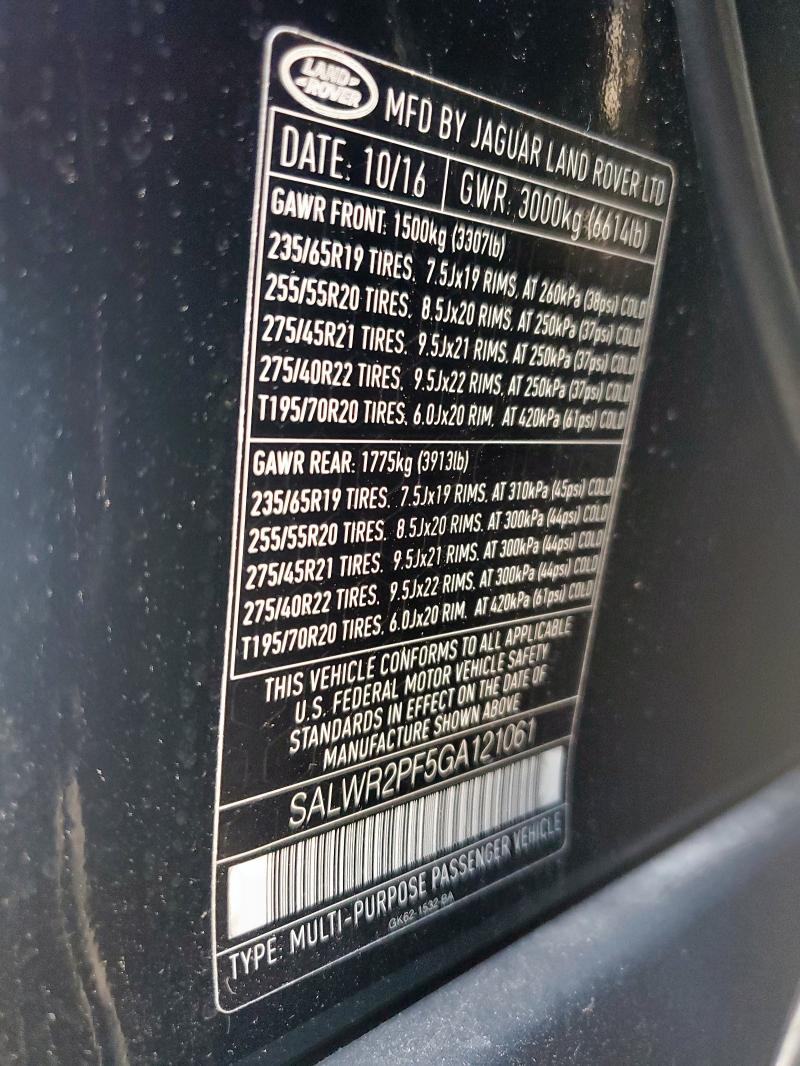 LAND ROVER
MFD BY JAGUAR LAND ROVER LTD
DATE: 10/16 GWR: 3000kg (6614lb)
GAWR FRONT: 1500kg (3307lb)
235/65R19 TIRES, 7.5Jx19 RIMS, AT 260kPa (38psi) COLD
255/55R20 TIRES, 8.5Jx20 RIMS, AT 250kPa (37psi) COLD
275/45R21 TIRES, 9.5Jx21 RIMS, AT 250kPa (37psi) COLD
275/40R22 TIRES, 9.5Jx22 RIMS, AT 250kPa (37psi) COLD
T195/70R20 TIRES, 6.0Jx20 RIM, AT 420kPa (61psi) COLD
GAWR REAR: 1775kg (3913lb)
235/65R19 TIRES, 7.5Jx19 RIMS, AT 310kPa (45psi) COLD
255/55R20 TIRES, 8.5Jx20 RIMS, AT 300kPa (44psi) COLD
275/45R21 TIRES, 9.5Jx21 RIMS, AT 300kPa (44psi) COLD
275/40R22 TIRES, 9.5Jx22 RIMS, AT 300kPa (44psi) COLD
T195/70R20 TIRES, 6.0Jx20 RIM, AT 420kPa (61psi) COLD
THIS VEHICLE CONFORMS TO ALL APPLICABLE
U.S. FEDERAL MOTOR VEHICLE SAFETY
STANDARDS IN EFFECT ON THE DATE OF
MANUFACTURE SHOWN ABOVE
SALWR2PF5GA121061
TYPE: MULTI-PURPOSE PASSENGER VEHICLE
GK62-1532-BA